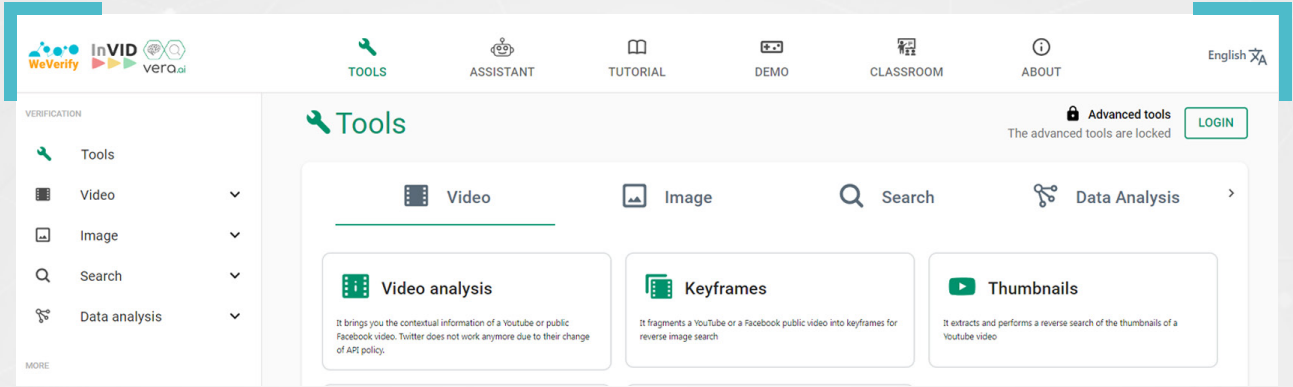 WeVerify
InVID
vera.ai
TOOLS
ASSISTANT
TUTORIAL
DEMO
CLASSROOM
ABOUT
English
VERIFICATION
Tools
Video
Image
Search
Data analysis
MORE
Tools
Advanced tools
The advanced tools are locked
LOGIN
Video
Image
Search
Data Analysis
Video analysis
It brings you the contextual information of a Youtube or public
Facebook video. Twitter does not work anymore due to their change
of API policy.
Keyframes
It fragments a YouTube or a Facebook public video into keyframes for
reverse image search
Thumbnails
It extracts and performs a reverse search of the thumbnails of a
Youtube video